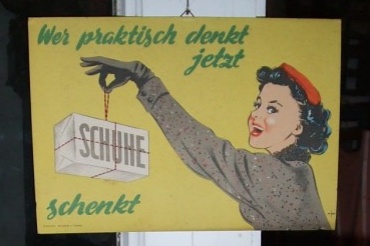 Wer praktisch denkt
jetzt
SCHUHE
schenkt